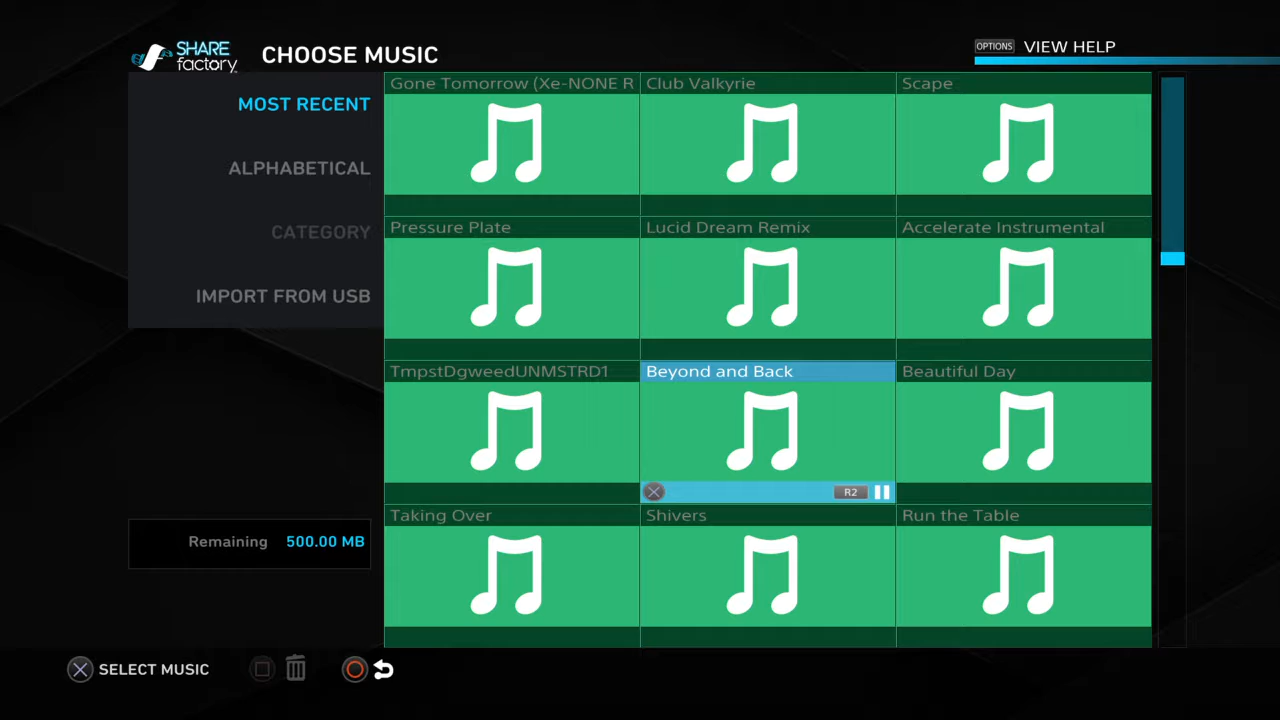 SHARE
factory
CHOOSE MUSIC
OPTIONS VIEW HELP
MOST RECENT
ALPHABETICAL
CATEGORY
IMPORT FROM USB
Remaining 500.00 MB
Gone Tomorrow (Xe-NONE R
Club Valkyrie
Scape
Pressure Plate
Lucid Dream Remix
Accelerate Instrumental
TmpstDgweedUNMSTRD1
Beyond and Back
R2
Beautiful Day
Taking Over
Shivers
Run the Table
SELECT MUSIC